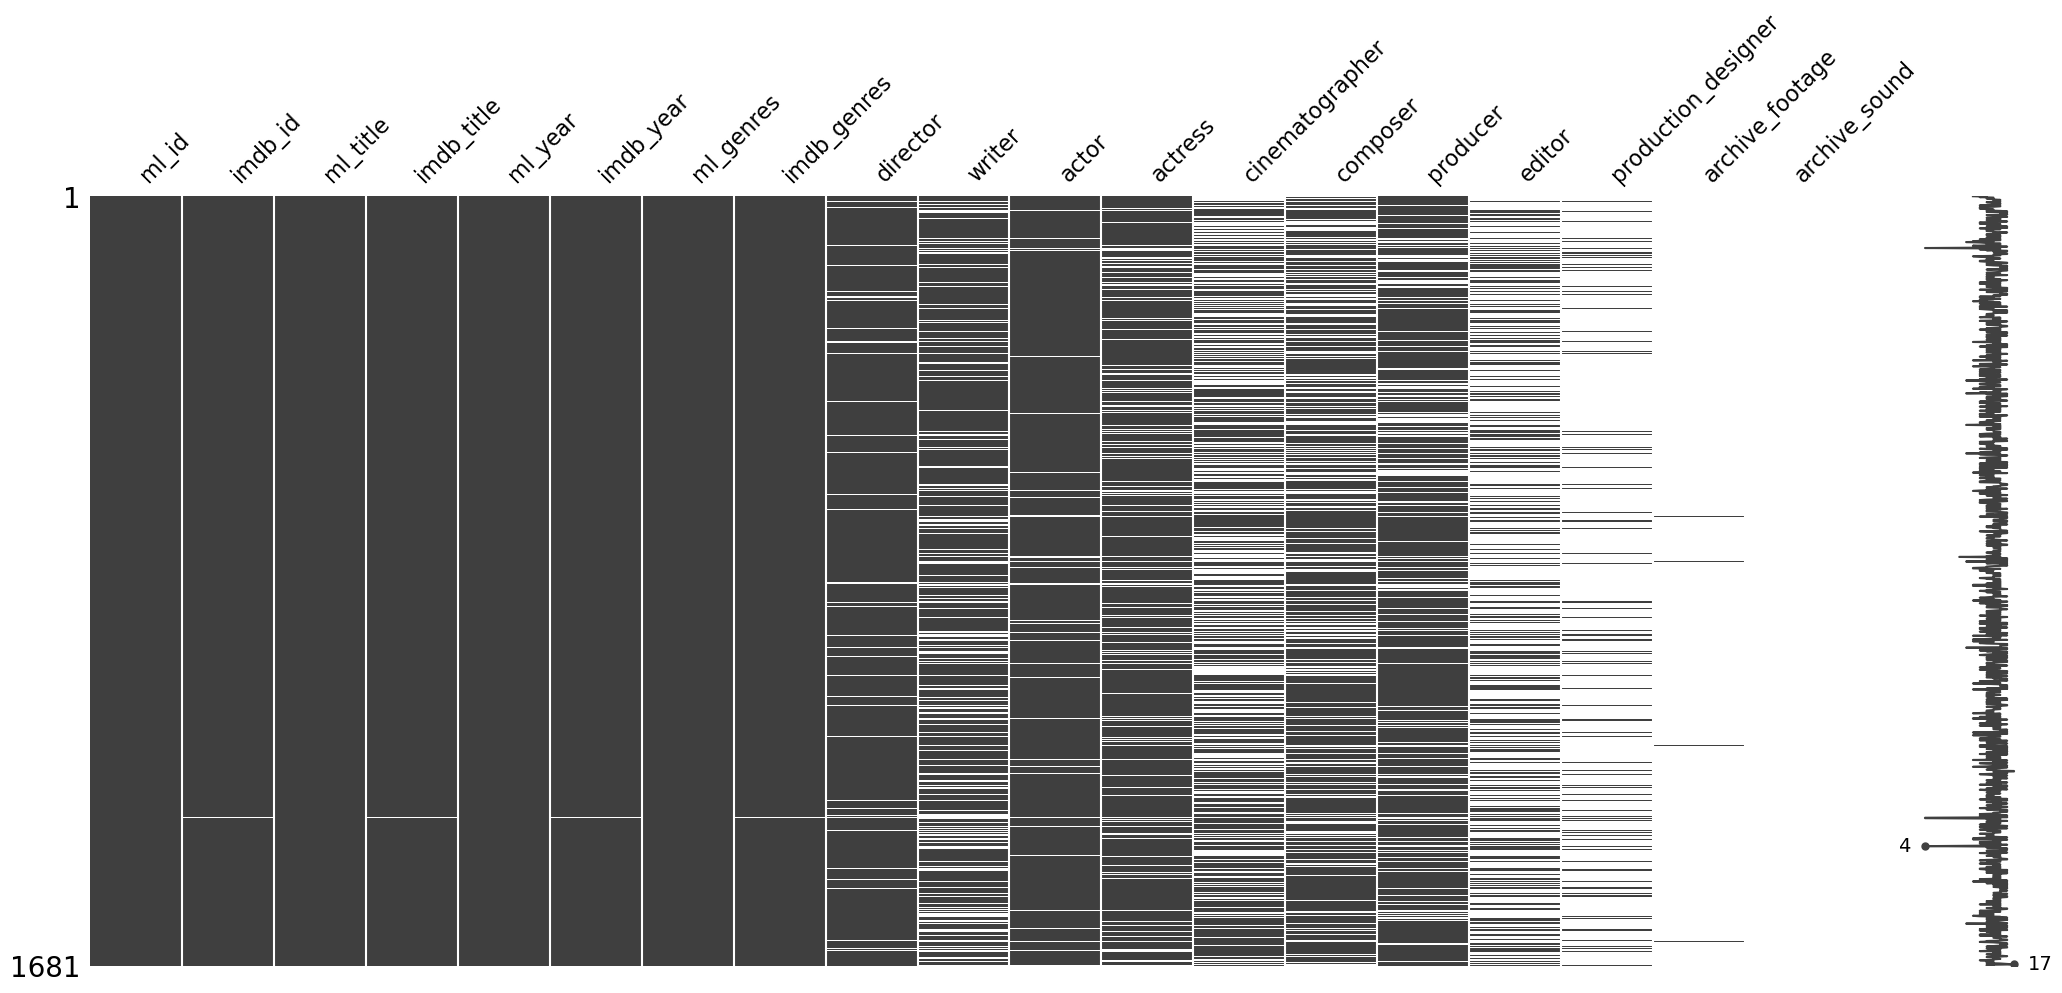 ml_id
imdb_id
ml_title
imdb_title
ml_year
imdb_year
ml_genres
imdb_genres
director
writer
actor
actress
cinematographer
composer
producer
editor
production_designer
archive_footage
archive_sound
1
4
1681
17